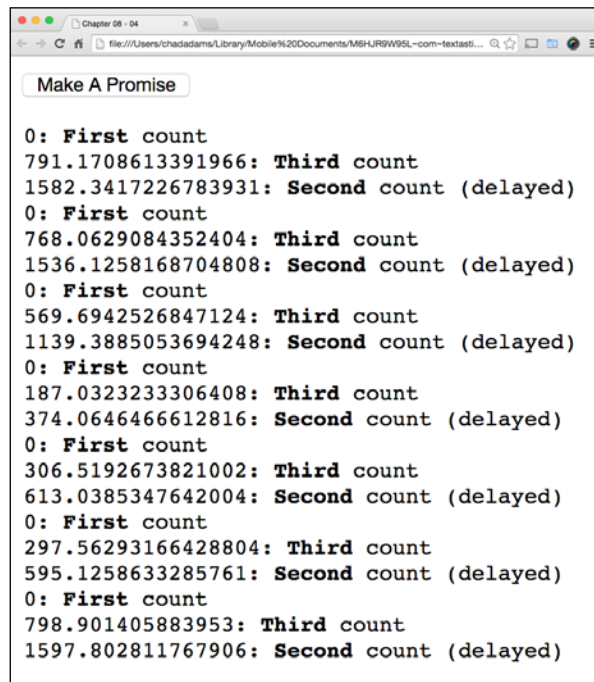 Chapter 08 - 04
file:///Users/chadadams/Library/Mobile%20Documents/M6HJR9W95L~com~textasti...
Make A Promise
0: First count
791.1708613391966: Third count
1582.3417226783931: Second count (delayed)
0: First count
768.0629084352404: Third count
1536.1258168704808: Second count (delayed)
0: First count
569.6942526847124: Third count
1139.3885053694248: Second count (delayed)
0: First count
187.0323233306408: Third count
374.0646466612816: Second count (delayed)
0: First count
306.5192673821002: Third count
613.0385347642004: Second count (delayed)
0: First count
297.56293166428804: Third count
595.1258633285761: Second count (delayed)
0: First count
798.901405883953: Third count
1597.802811767906: Second count (delayed)